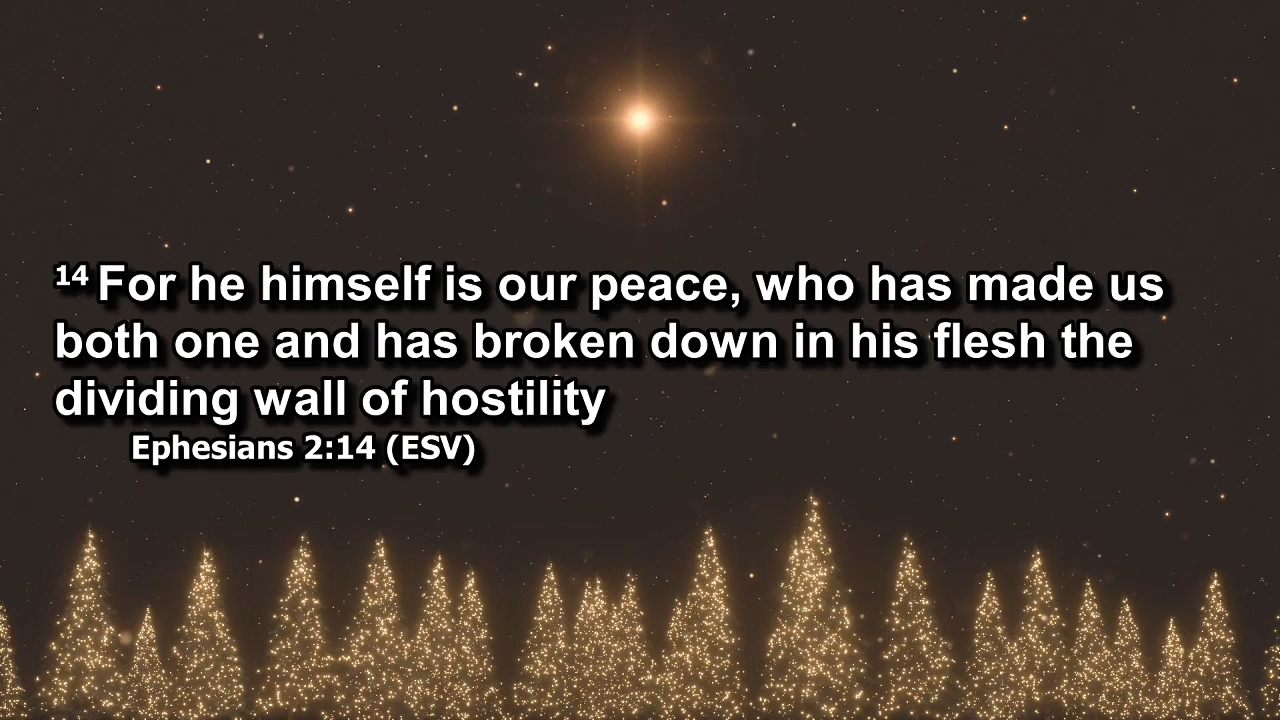 ¹⁴ For he himself is our peace, who has made us
both one and has broken down in his flesh the
dividing wall of hostility
Ephesians 2:14 (ESV)